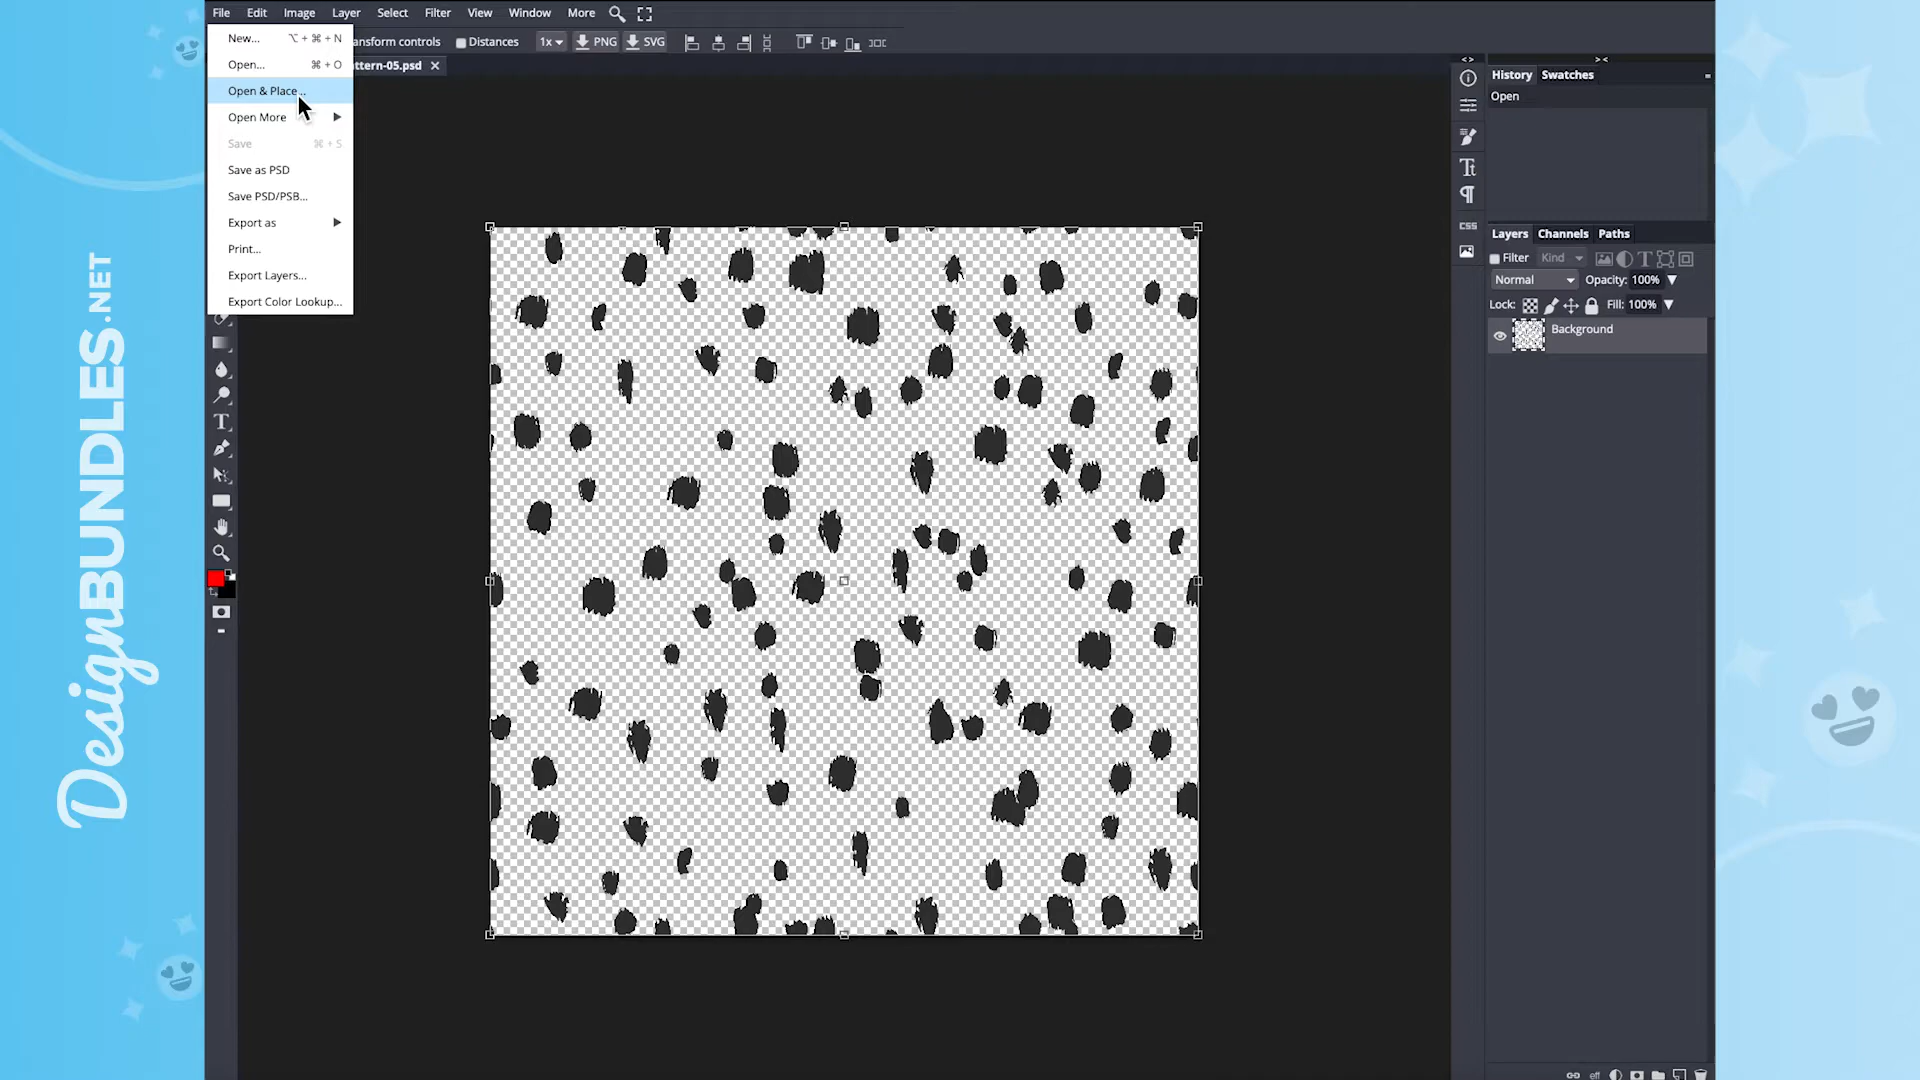 File Edit Image Layer Select Filter View Window More
New... ⌥ + ⌘ + N
Open... ⌘ + O
Open & Place...
Open More
Save ⌘ + S
Save as PSD
Save PSD/PSB...
Export as
Print...
Export Layers...
Export Color Lookup...
ansform controls Distances 1x PNG SVG
ttern-05.psd
History Swatches
Open
CSS
Layers Channels Paths
Filter Kind
Normal Opacity: 100%
Lock: Fill: 100%
Background
eff
DesignBUNDLES.NET